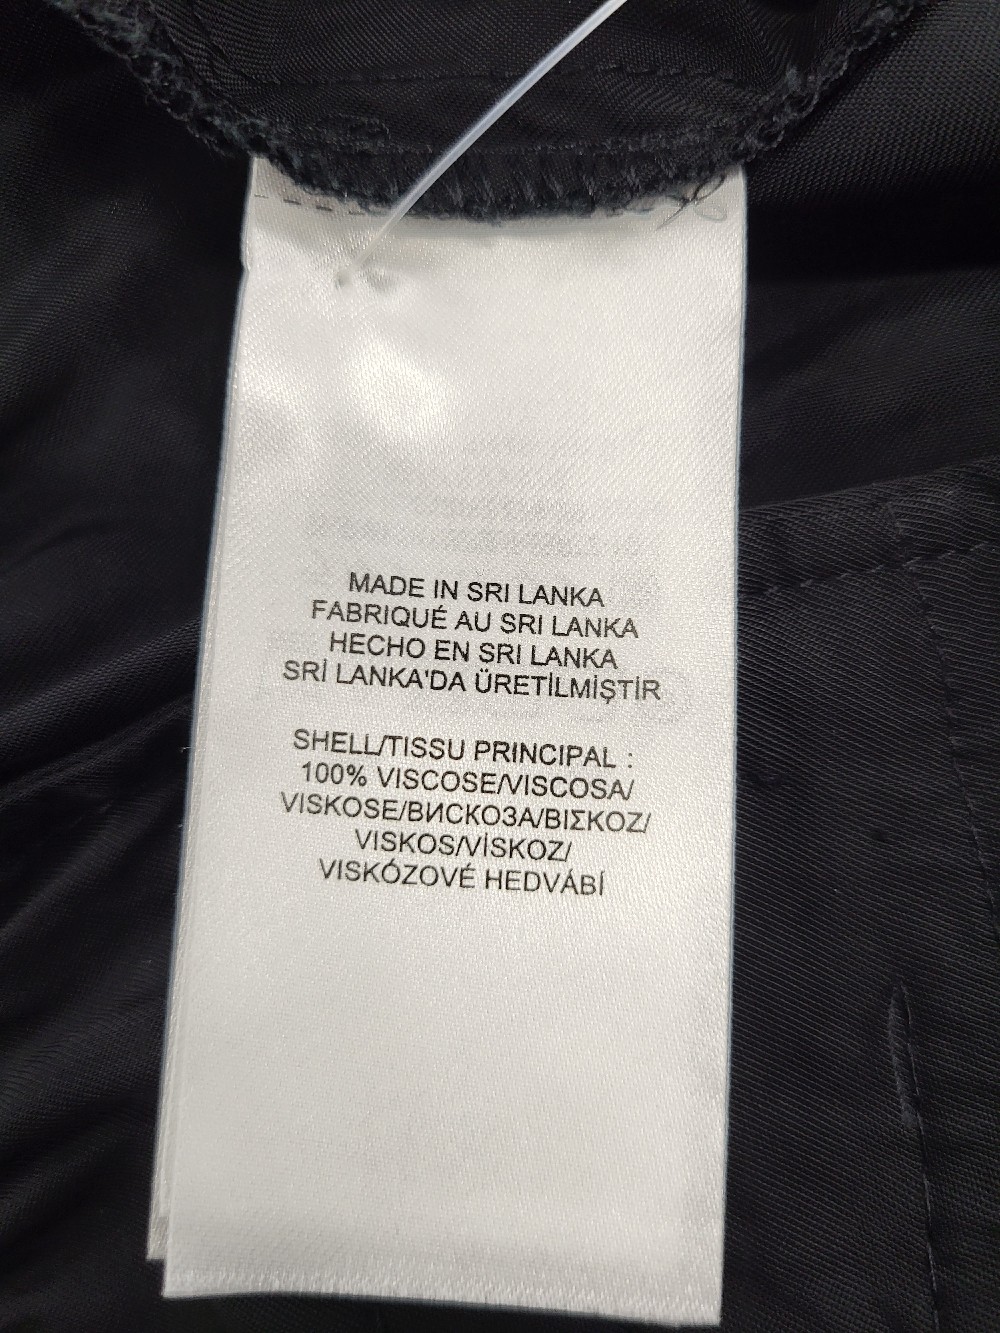 MADE IN SRI LANKA
FABRIQUÉ AU SRI LANKA
HECHO EN SRI LANKA
SRİ LANKA'DA ÜRETİLMİŞTİR
SHELL/TISSU PRINCIPAL :
100% VISCOSE/VISCOSA/
VISKOSE/ВИСКОЗА/ΒΙΣΚΟΖ/
VISKOS/VİSKOZ/
VISKÓZOVÉ HEDVÁBÍ